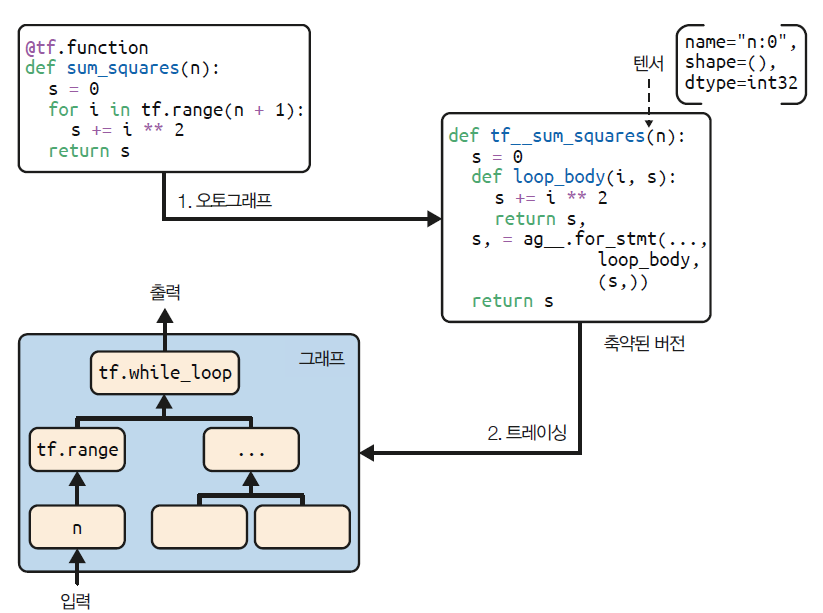 @tf.function
def sum_squares(n):
  s = 0
  for i in tf.range(n + 1):
    s += i ** 2
  return s
1. 오토그래프
텐서
name="n:0",
shape=(),
dtype=int32
def tf__sum_squares(n):
  s = 0
  def loop_body(i, s):
    s += i ** 2
    return s,
  s, = ag__.for_stmt(...,
             loop_body,
             (s,))
  return s
축약된 버전
2. 트레이싱
출력
그래프
tf.while_loop
tf.range
...
n
입력